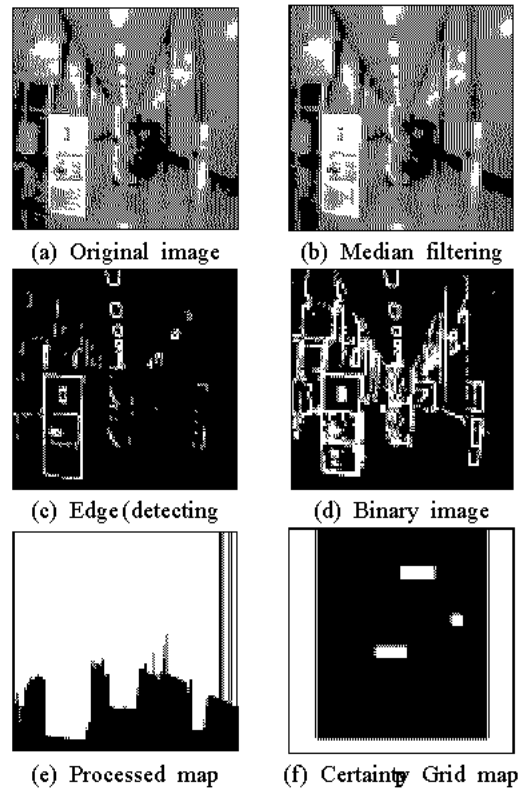 (a) Original image
(b) Median filtering
(c) Edge(detecting
(d) Binary image
(e) Processed map
(f) Certainty Grid map